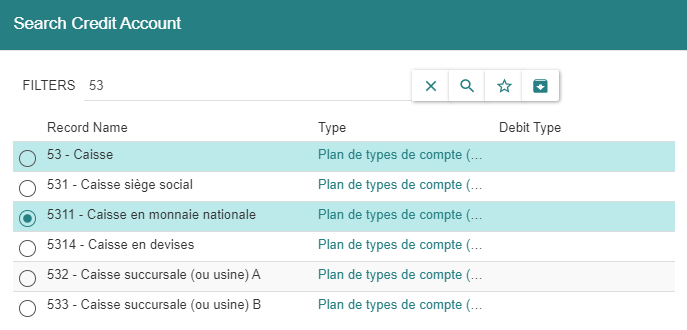 Search Credit Account
FILTERS 53
Record Name Type Debit Type
53 - Caisse Plan de types de compte (...
531 - Caisse siège social Plan de types de compte (...
5311 - Caisse en monnaie nationale Plan de types de compte (...
5314 - Caisse en devises Plan de types de compte (...
532 - Caisse succursale (ou usine) A Plan de types de compte (...
533 - Caisse succursale (ou usine) B Plan de types de compte (...